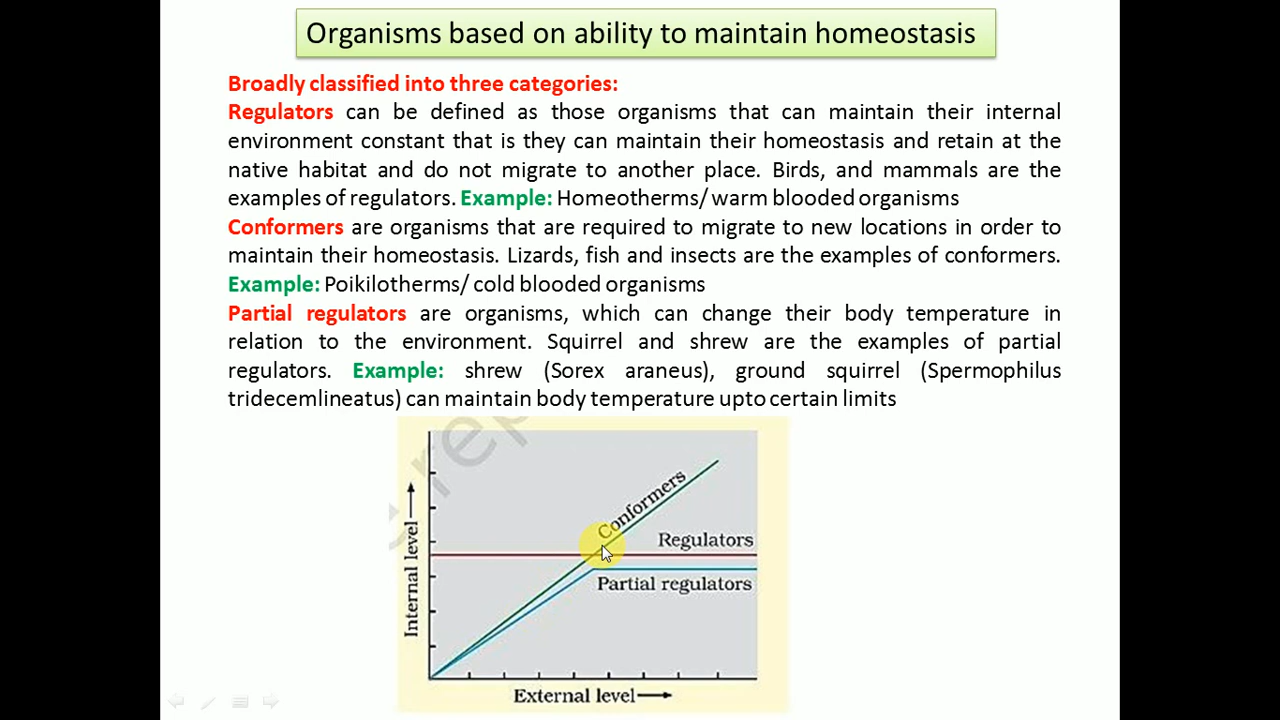 Organisms based on ability to maintain homeostasis
Broadly classified into three categories:
Regulators can be defined as those organisms that can maintain their internal
environment constant that is they can maintain their homeostasis and retain at the
native habitat and do not migrate to another place. Birds, and mammals are the
examples of regulators. Example: Homeotherms/ warm blooded organisms
Conformers are organisms that are required to migrate to new locations in order to
maintain their homeostasis. Lizards, fish and insects are the examples of conformers.
Example: Poikilotherms/ cold blooded organisms
Partial regulators are organisms, which can change their body temperature in
relation to the environment. Squirrel and shrew are the examples of partial
regulators. Example: shrew (Sorex araneus), ground squirrel (Spermophilus
tridecemlineatus) can maintain body temperature upto certain limits
Conformers
Regulators
Partial regulators
Internal level
External level